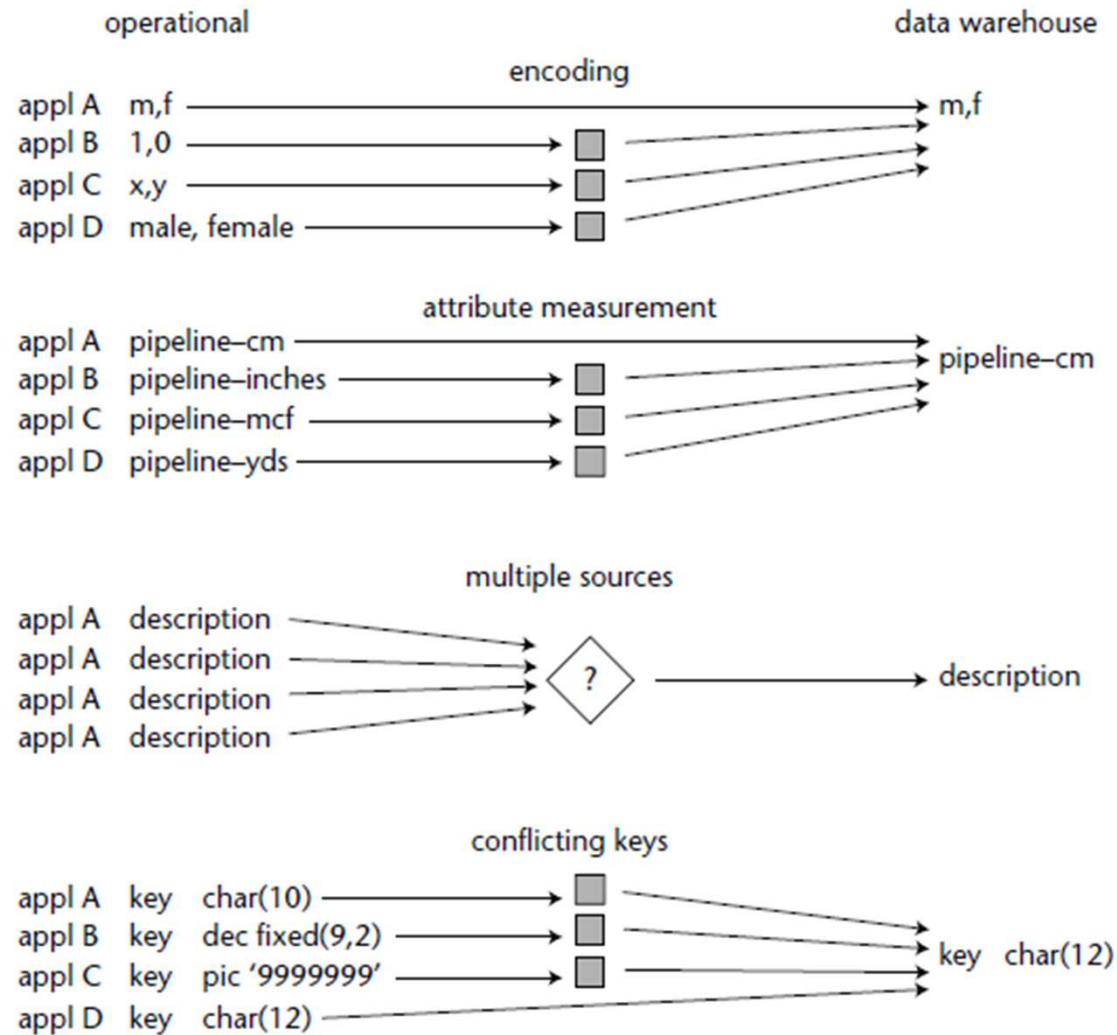 operational data warehouse
encoding
appl A m,f m,f
appl B 1,0
appl C x,y
appl D male, female
attribute measurement
appl A pipeline–cm
pipeline–cm
appl B pipeline–inches
appl C pipeline–mcf
appl D pipeline–yds
multiple sources
appl A description
appl A description
? description
appl A description
appl A description
conflicting keys
appl A key char(10)
appl B key dec fixed(9,2)
key char(12)
appl C key pic ‘9999999’
appl D key char(12)